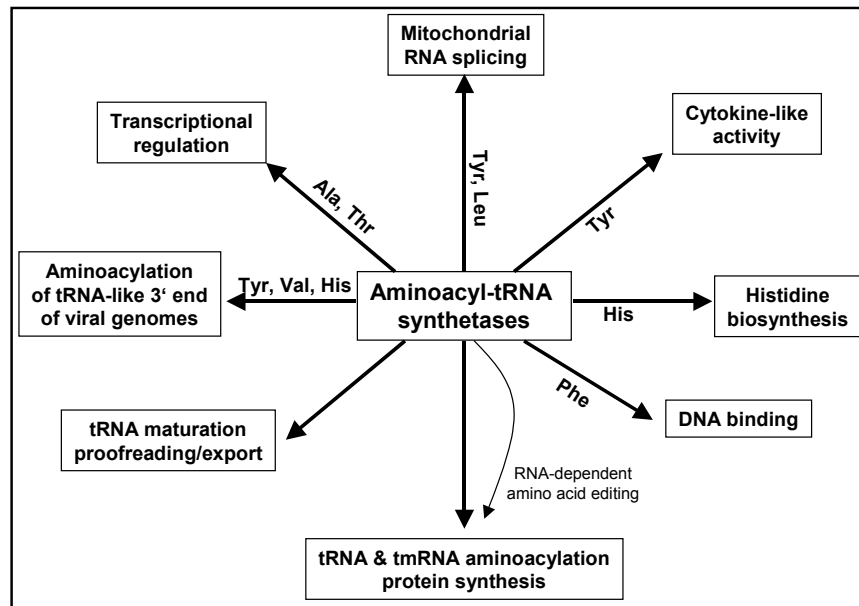 Mitochondrial
RNA splicing
Transcriptional
regulation
Cytokine-like
activity
Ala, Thr
Tyr, Leu
Tyr
Aminoacylation
of tRNA-like 3‘ end
of viral genomes
Tyr, Val, His
Aminoacyl-tRNA
synthetases
His
Histidine
biosynthesis
Phe
tRNA maturation
proofreading/export
DNA binding
RNA-dependent
amino acid editing
tRNA & tmRNA aminoacylation
protein synthesis